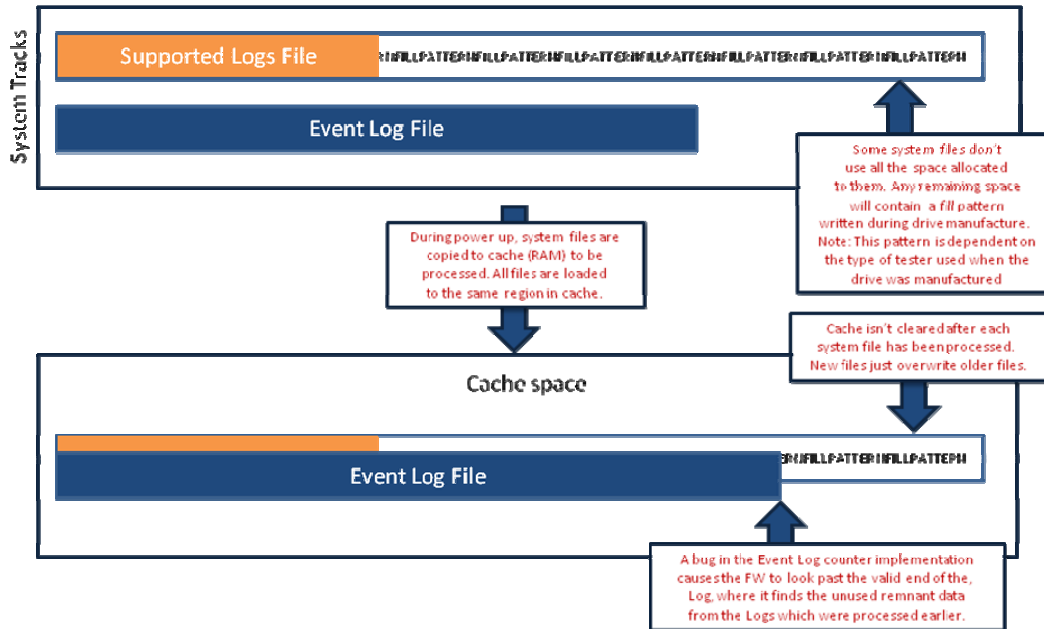 System Tracks
Supported Logs File
RNFILLPATTERNFILLPATTERNFILLPATTERNFILLPATTERNFILLPATTERNFILLPATTERNFILLPATTERN
Event Log File
Some system files don't
use all the space allocated
to them. Any remaining space
will contain a fill pattern
written during drive manufacture.
Note: This pattern is dependent on
the type of tester used when the
drive was manufactured
During power up, system files are
copied to cache (RAM) to be
processed. All files are loaded
to the same region in cache.
Cache isn't cleared after each
system file has been processed.
New files just overwrite older files.
Cache space
ERNFILLPATTERNFILLPATTERN
Event Log File
A bug in the Event Log counter implementation
causes the FW to look past the valid end of the,
Log, where it finds the unused remnant data
from the Logs which were processed earlier.